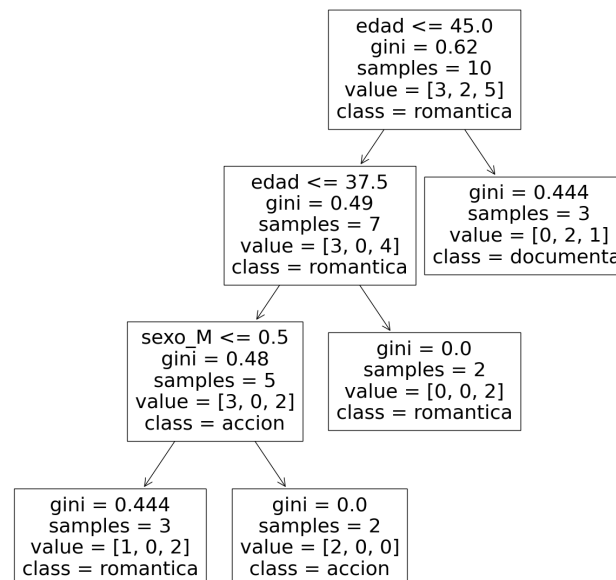 edad <= 45.0
gini = 0.62
samples = 10
value = [3, 2, 5]
class = romantica
edad <= 37.5
gini = 0.49
samples = 7
value = [3, 0, 4]
class = romantica
gini = 0.444
samples = 3
value = [0, 2, 1]
class = documenta
sexo_M <= 0.5
gini = 0.48
samples = 5
value = [3, 0, 2]
class = accion
gini = 0.0
samples = 2
value = [0, 0, 2]
class = romantica
gini = 0.444
samples = 3
value = [1, 0, 2]
class = romantica
gini = 0.0
samples = 2
value = [2, 0, 0]
class = accion